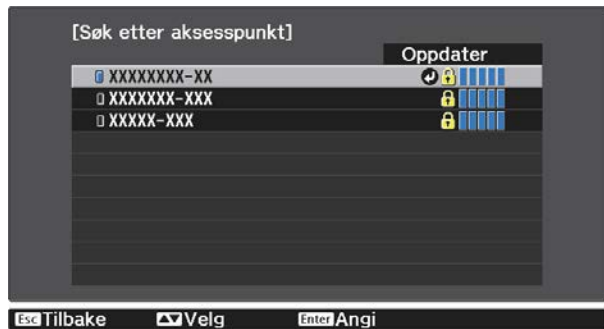 [Søk etter aksesspunkt]
Oppdater
XXXXXXXX-XX
XXXXXXX-XXX
XXXXX-XXX
Esc Tilbake Velg Enter Angi